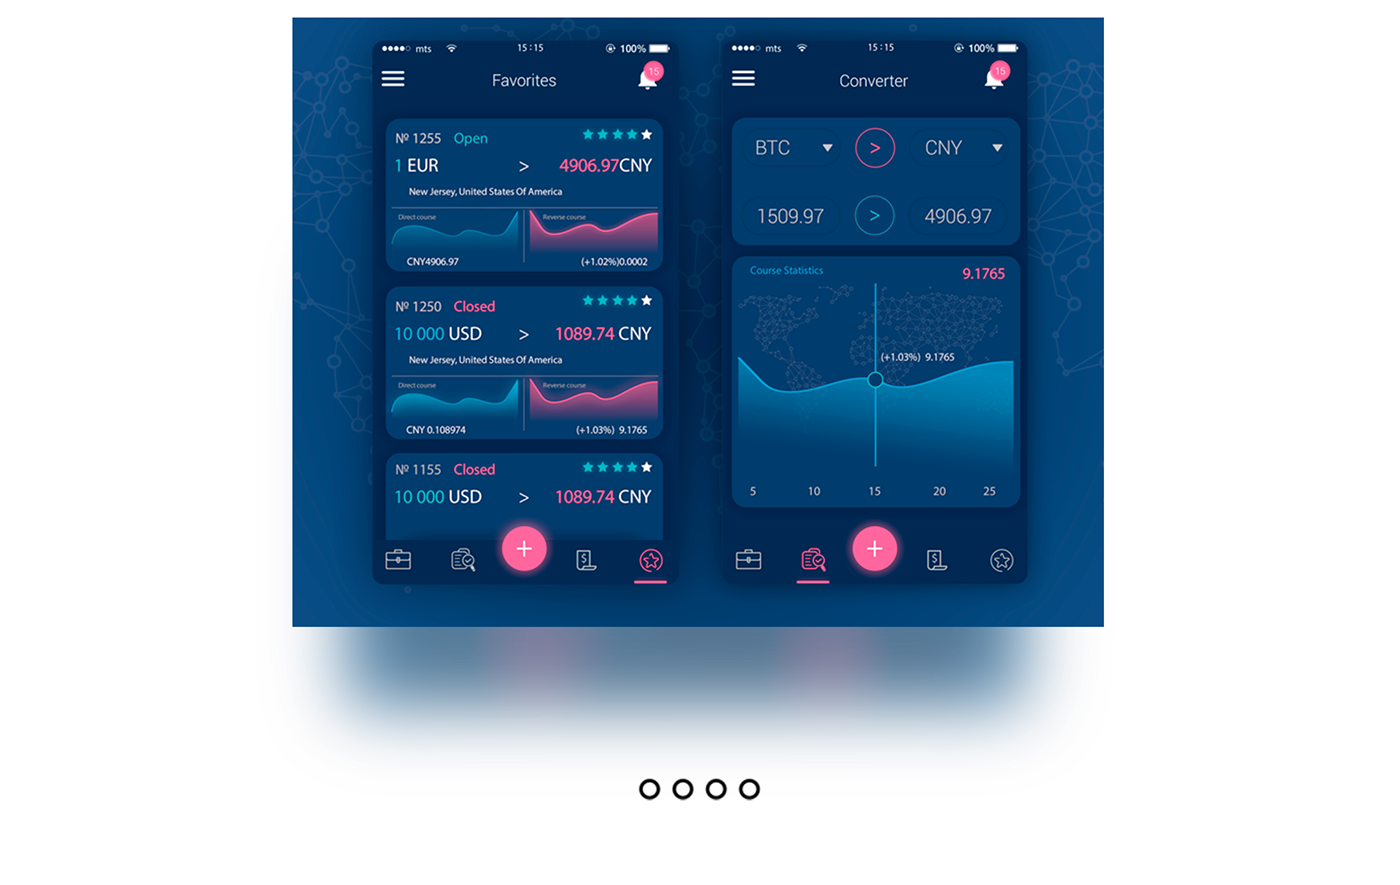 mts
15:15
100%
Favorites
15
№ 1255 Open
1 EUR > 4906.97CNY
New Jersey, United States Of America
Direct course
Reverse course
CNY4906.97
(+1.02%)0.0002
№ 1250 Closed
10 000 USD > 1089.74 CNY
New Jersey, United States Of America
Direct course
Reverse course
CNY 0.108974
(+1.03%) 9.1765
№ 1155 Closed
10 000 USD > 1089.74 CNY
+
$
mts
15:15
100%
Converter
15
BTC > CNY
1509.97 > 4906.97
Course Statistics
9.1765
(+1.03%) 9.1765
5 10 15 20 25
+
$